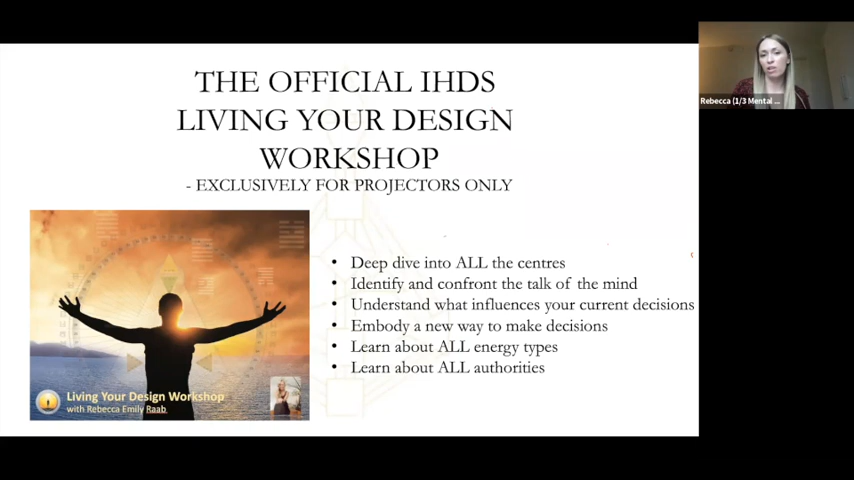 THE OFFICIAL IHDS
LIVING YOUR DESIGN
WORKSHOP
- EXCLUSIVELY FOR PROJECTORS ONLY
• Deep dive into ALL the centres
• Identify and confront the talk of the mind
• Understand what influences your current decisions
• Embody a new way to make decisions
• Learn about ALL energy types
• Learn about ALL authorities
Living Your Design Workshop
with Rebecca Emily Raab
Rebecca (1/3 Mental ...